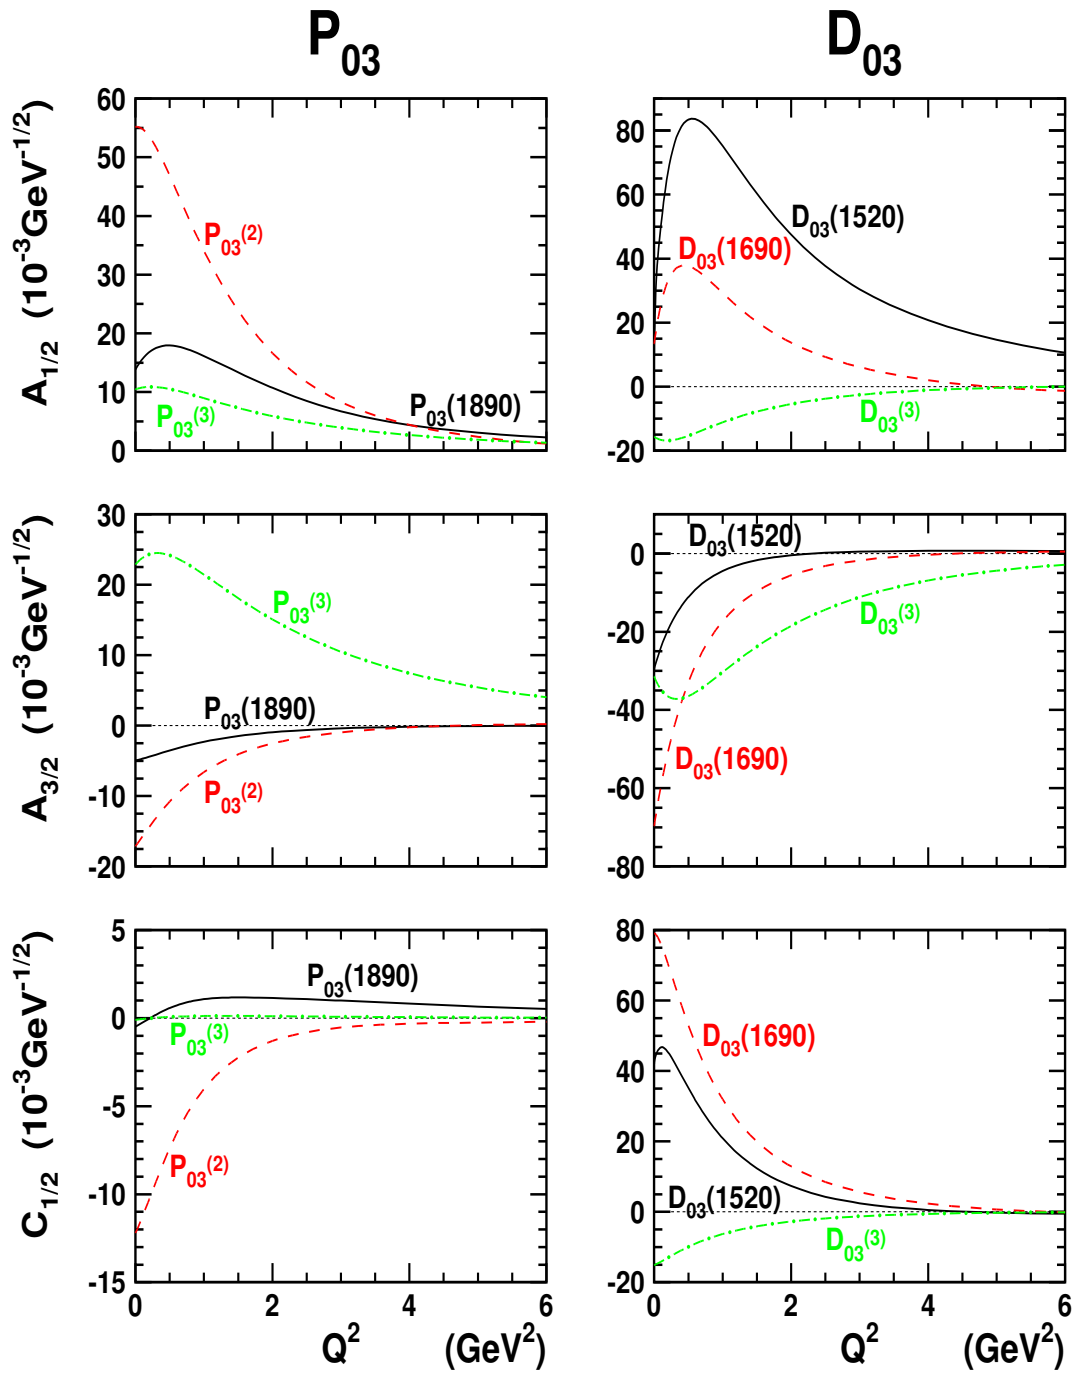 P03 D03
A1/2 (10-3GeV-1/2)
60
50
40
30
20
10
0
P03(2)
P03(1890)
P03(3)
80
60
40
20
0
-20
D03(1520)
D03(1690)
D03(3)
A3/2 (10-3GeV-1/2)
30
20
10
0
-10
-20
P03(3)
P03(1890)
P03(2)
0
-20
-40
-60
-80
D03(1520)
D03(3)
D03(1690)
C1/2 (10-3GeV-1/2)
5
0
-5
-10
-15
P03(1890)
P03(3)
P03(2)
0 2 4 6
Q2 (GeV2)
80
60
40
20
0
-20
D03(1690)
D03(1520)
D03(3)
0 2 4 6
Q2 (GeV2)